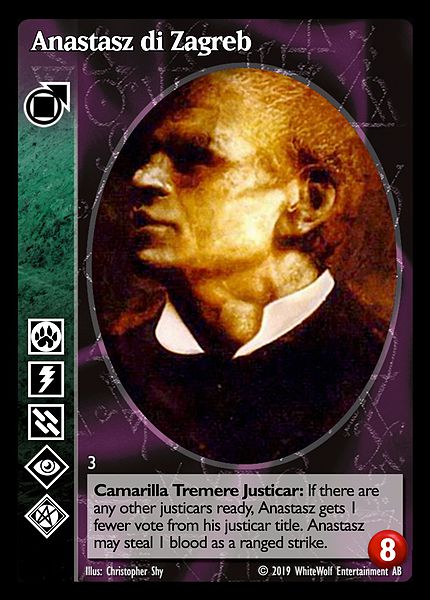 Anastasz di Zagreb
3
Camarilla Tremere Justicar: If there are
any other justicars ready, Anastasz gets 1
fewer vote from his justicar title. Anastasz
may steal 1 blood as a ranged strike.
8
Illus: Christopher Shy © 2019 WhiteWolf Entertainment AB